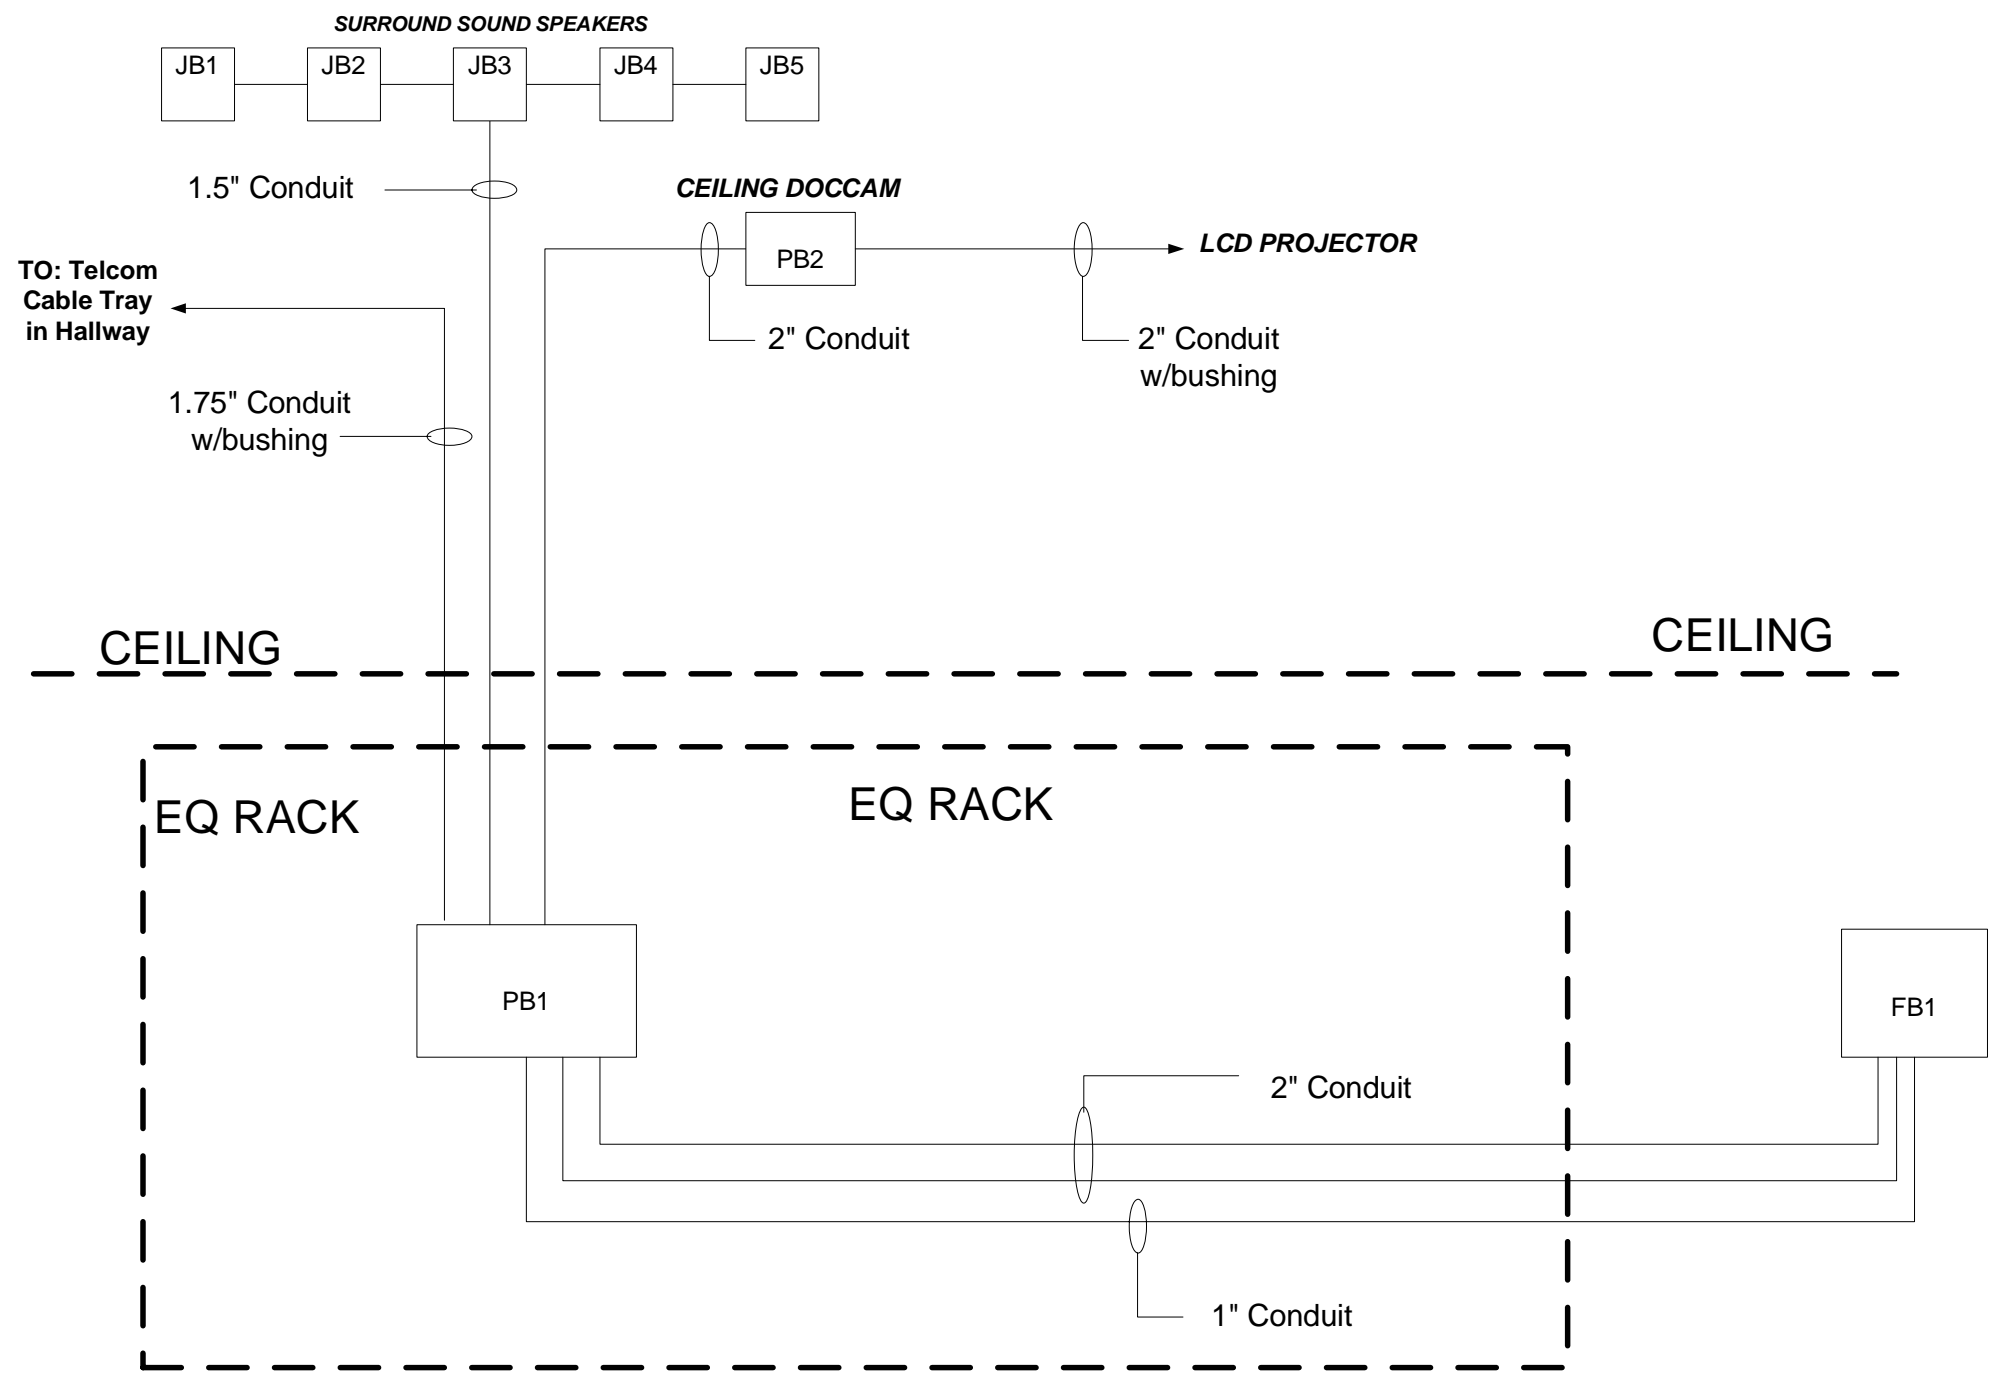 SURROUND SOUND SPEAKERS
JB1
JB2
JB3
JB4
JB5
1.5" Conduit
CEILING DOCCAM
PB2
LCD PROJECTOR
TO: Telcom
Cable Tray
in Hallway
2" Conduit
2" Conduit
w/bushing
1.75" Conduit
w/bushing
CEILING
CEILING
EQ RACK
EQ RACK
PB1
FB1
2" Conduit
1" Conduit